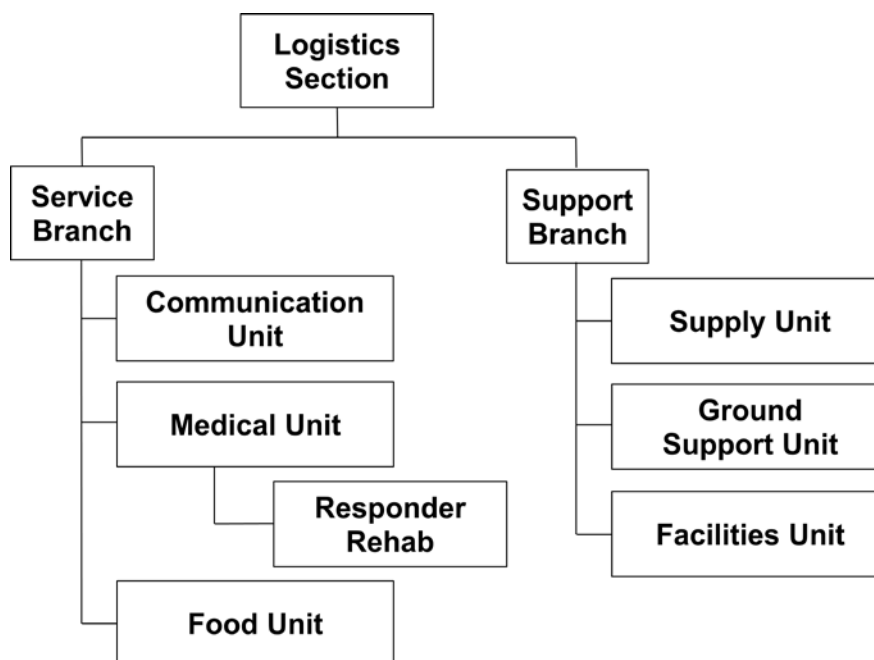 Logistics
Section
Service
Branch
Communication
Unit
Medical Unit
Responder
Rehab
Food Unit
Support
Branch
Supply Unit
Ground
Support Unit
Facilities Unit